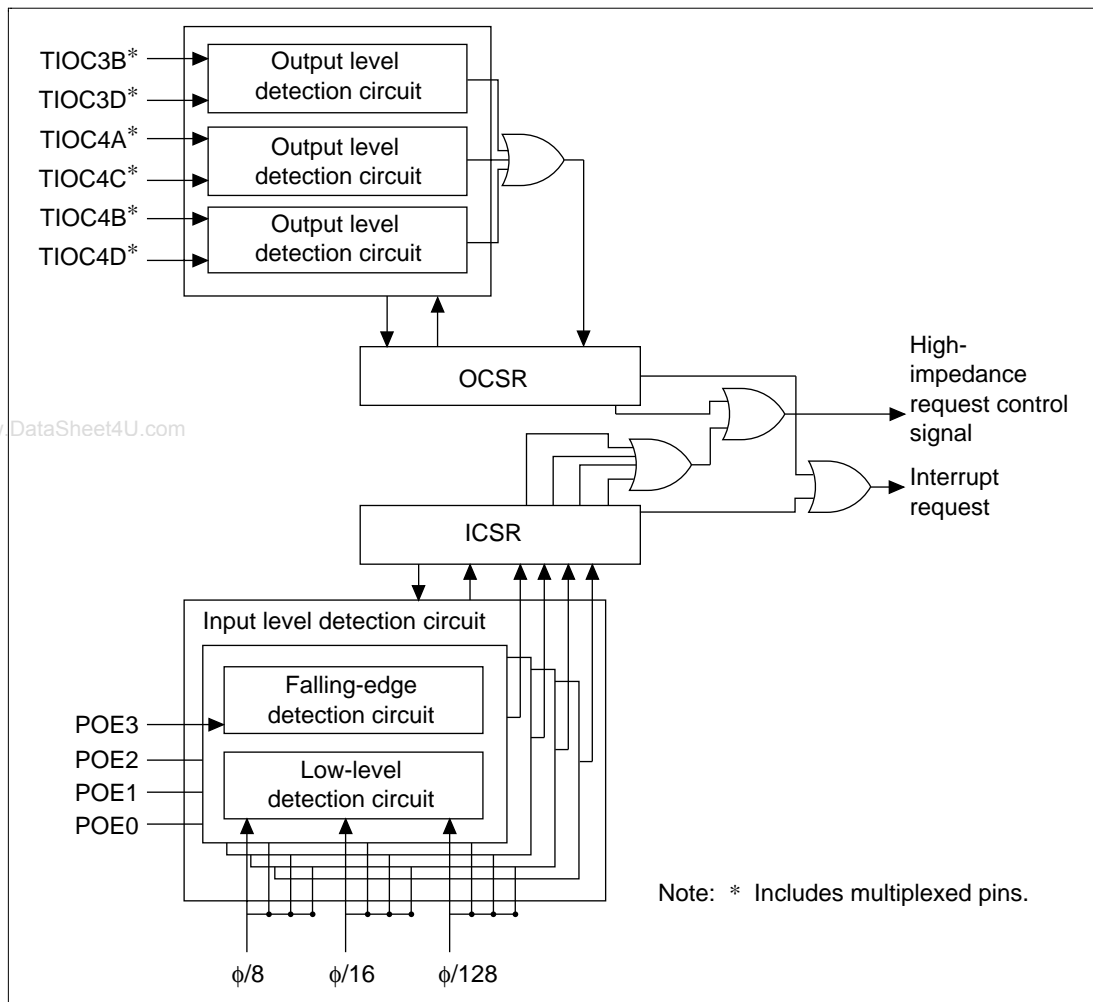 TIOC3B*
TIOC3D*
TIOC4A*
TIOC4C*
TIOC4B*
TIOC4D*
Output level
detection circuit
Output level
detection circuit
Output level
detection circuit
OCSR
High-
impedance
request control
signal
.DataSheet4U.com
Interrupt
request
ICSR
Input level detection circuit
Falling-edge
detection circuit
POE3
POE2
POE1
POE0
Low-level
detection circuit
Note: * Includes multiplexed pins.
ϕ/8
ϕ/16
ϕ/128